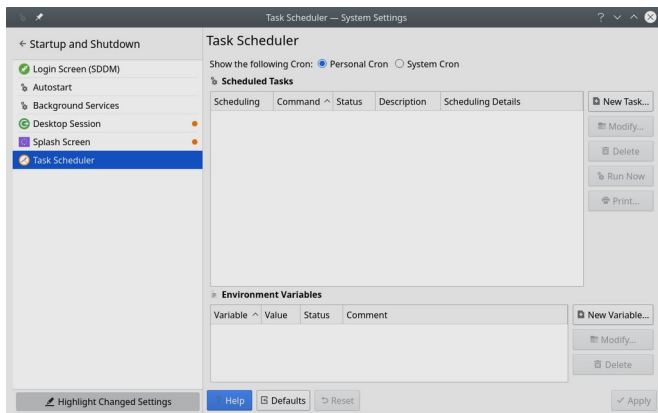 Task Scheduler — System Settings
Startup and Shutdown
Login Screen (SDDM)
Autostart
Background Services
Desktop Session
Splash Screen
Task Scheduler
Highlight Changed Settings
Task Scheduler
Show the following Cron: Personal Cron System Cron
Scheduled Tasks
Scheduling Command Status Description Scheduling Details
New Task...
Modify...
Delete
Run Now
Print...
Environment Variables
Variable Value Status Comment
New Variable...
Modify...
Delete
Help Defaults Reset Apply